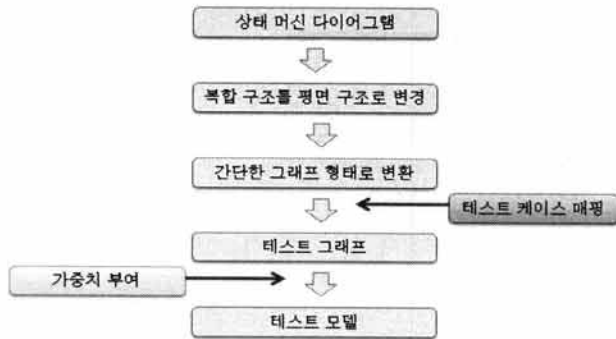 상태 머신 다이어그램
복합 구조를 평면 구조로 변경
간단한 그래프 형태로 변환
테스트 케이스 매핑
테스트 그래프
가중치 부여
테스트 모델